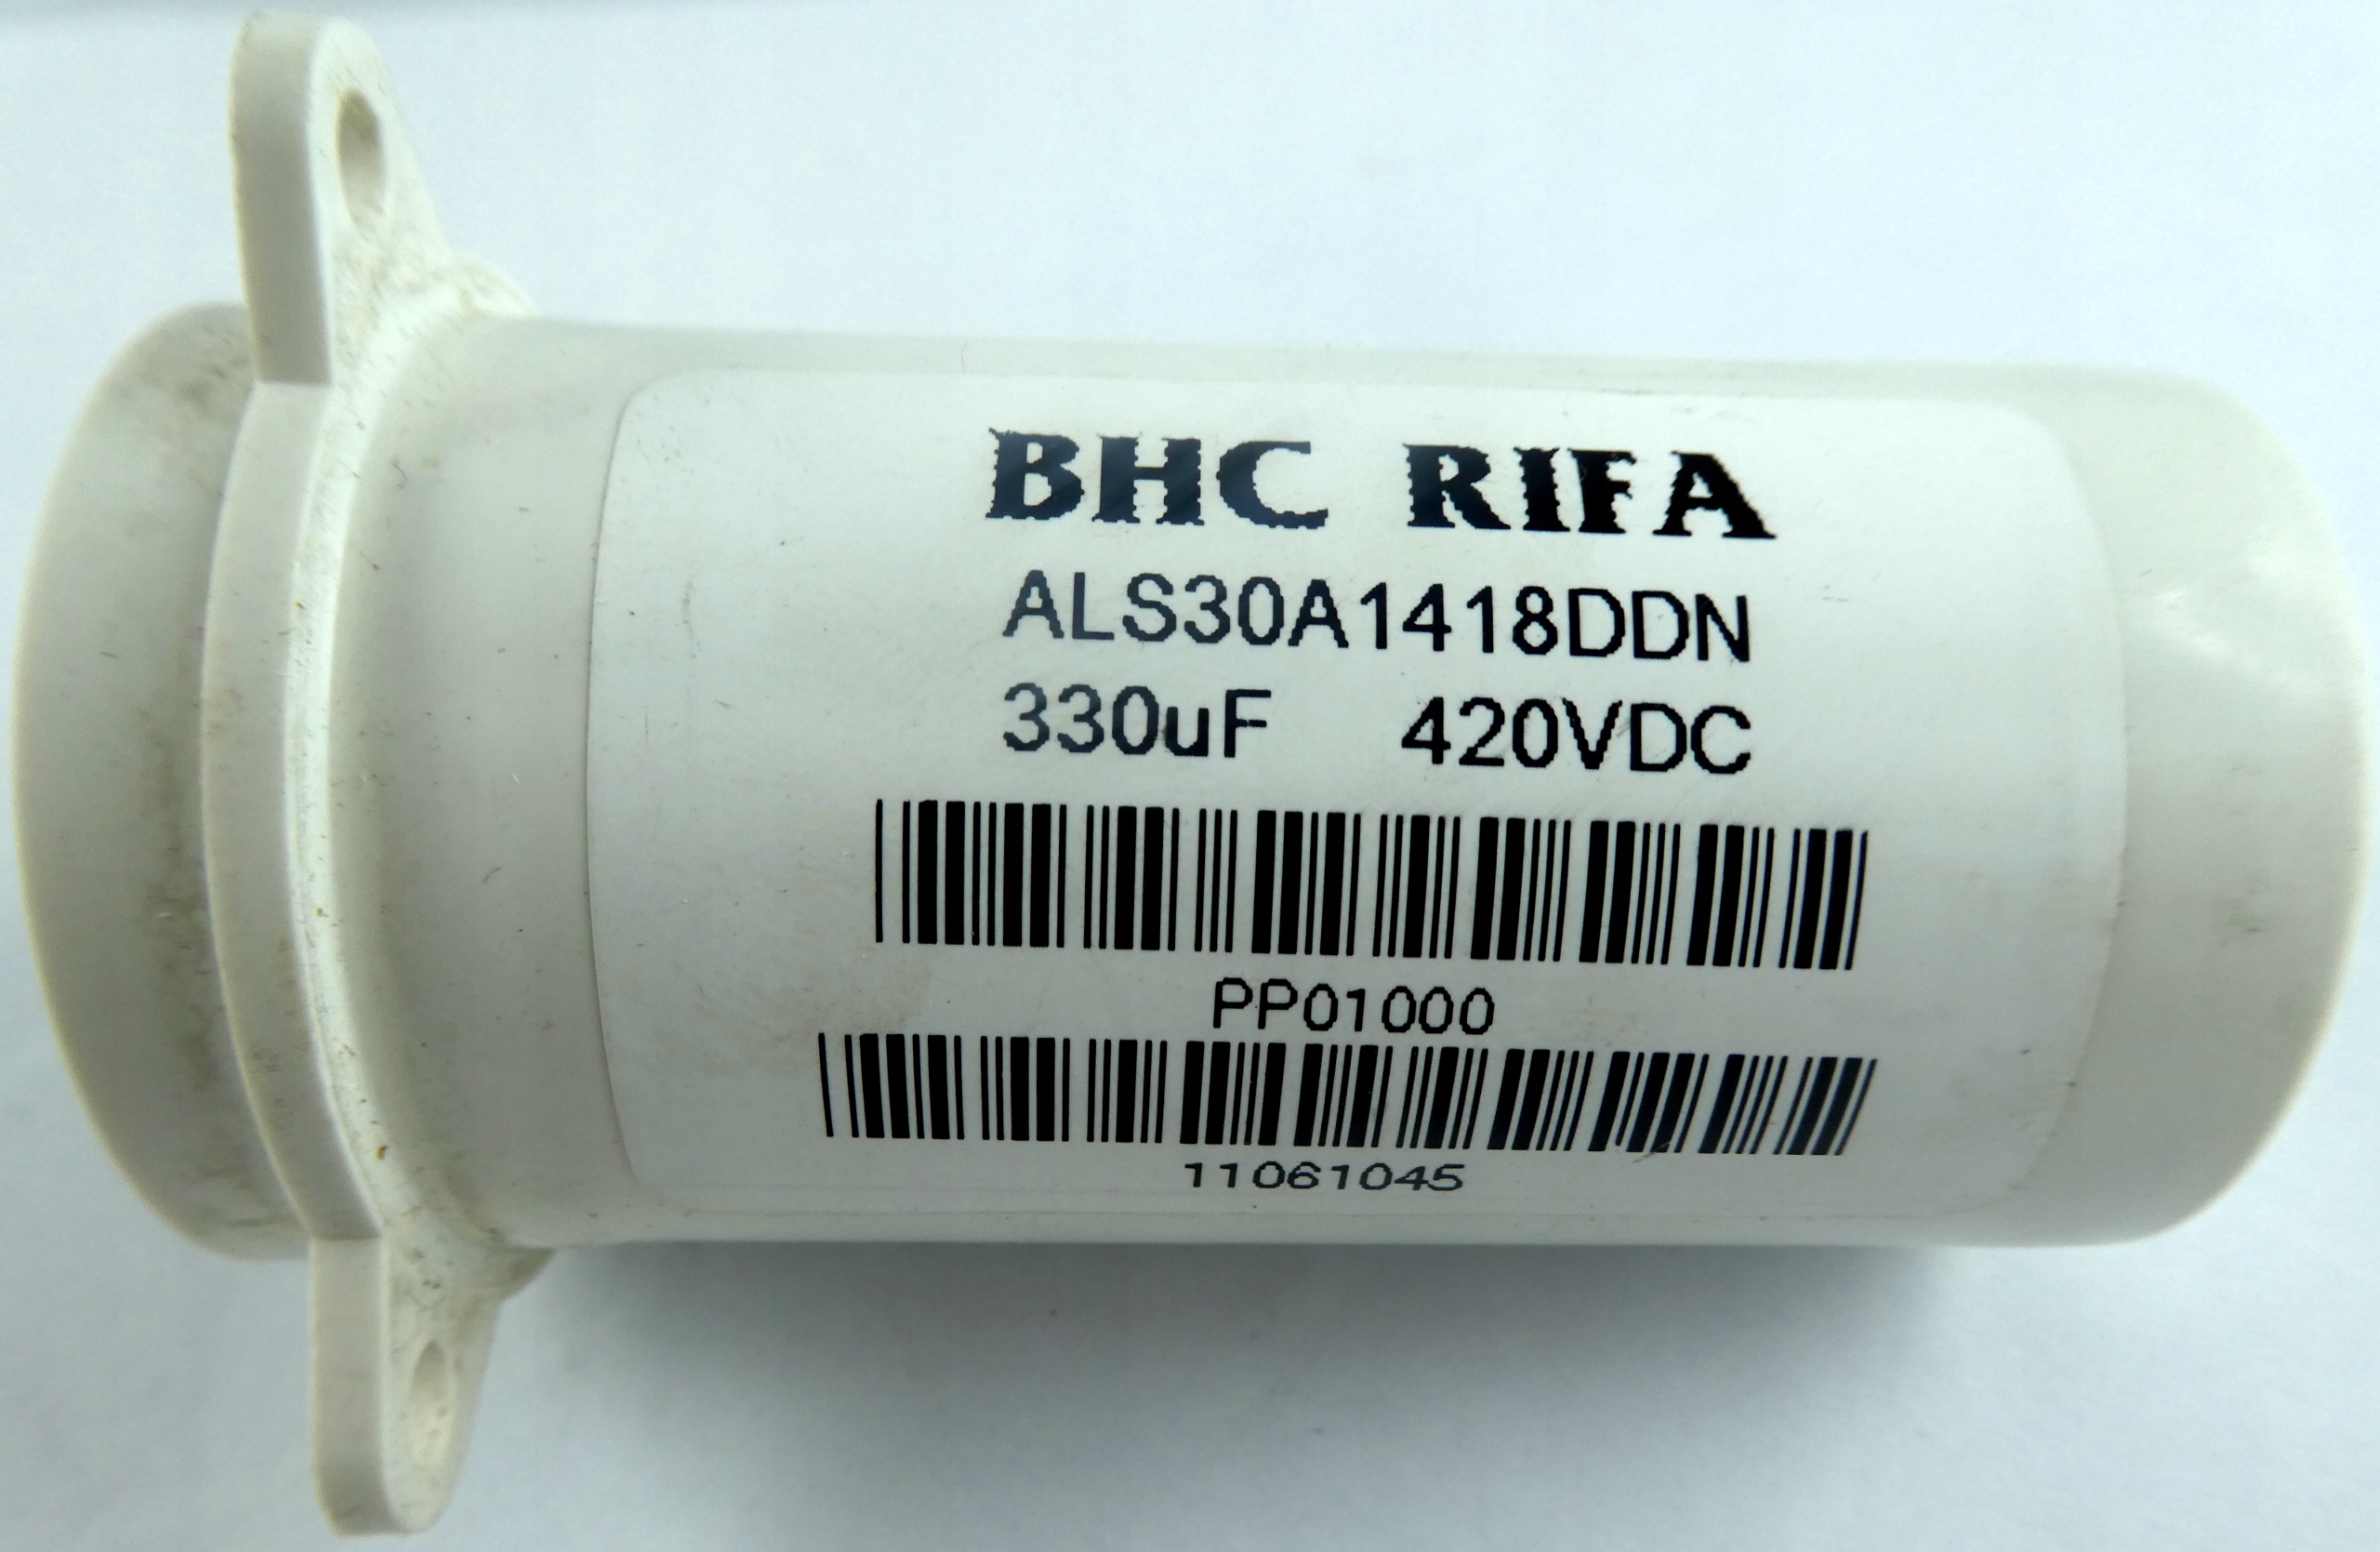 BHC RIFA
ALS30A1418DDN
330uF 420VDC
PP01000
11061045